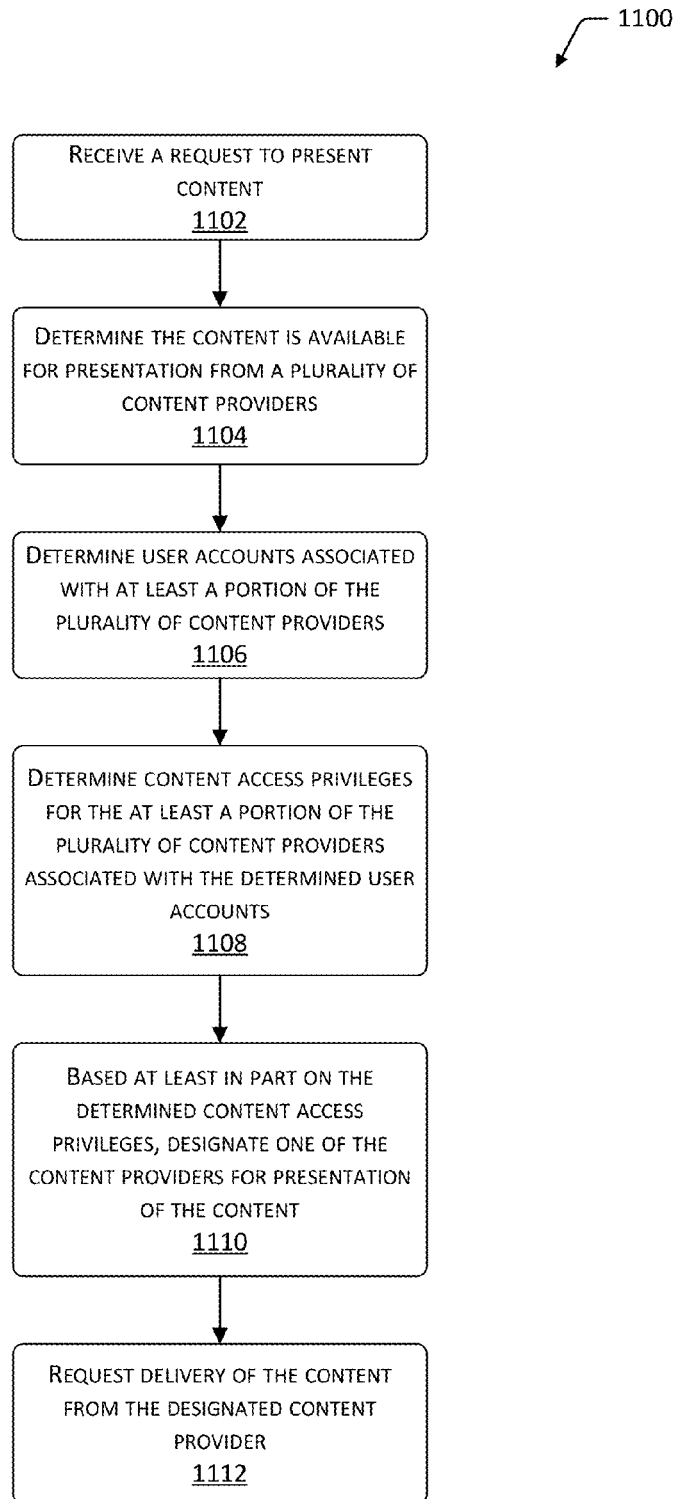 1100
RECEIVE A REQUEST TO PRESENT
CONTENT
1102
DETERMINE THE CONTENT IS AVAILABLE
FOR PRESENTATION FROM A PLURALITY OF
CONTENT PROVIDERS
1104
DETERMINE USER ACCOUNTS ASSOCIATED
WITH AT LEAST A PORTION OF THE
PLURALITY OF CONTENT PROVIDERS
1106
DETERMINE CONTENT ACCESS PRIVILEGES
FOR THE AT LEAST A PORTION OF THE
PLURALITY OF CONTENT PROVIDERS
ASSOCIATED WITH THE DETERMINED USER
ACCOUNTS
1108
BASED AT LEAST IN PART ON THE
DETERMINED CONTENT ACCESS
PRIVILEGES, DESIGNATE ONE OF THE
CONTENT PROVIDERS FOR PRESENTATION
OF THE CONTENT
1110
REQUEST DELIVERY OF THE CONTENT
FROM THE DESIGNATED CONTENT
PROVIDER
1112